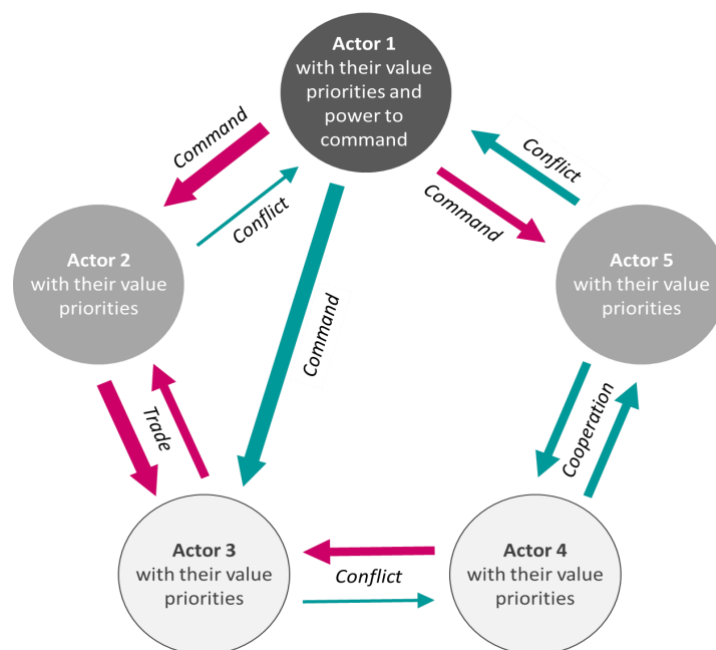 Actor 1
with their value
priorities and
power to
command
Command
Conflict
Conflict
Command
Actor 2
with their value
priorities
Actor 5
with their value
priorities
Command
Trade
Cooperation
Actor 3
with their value
priorities
Conflict
Actor 4
with their value
priorities